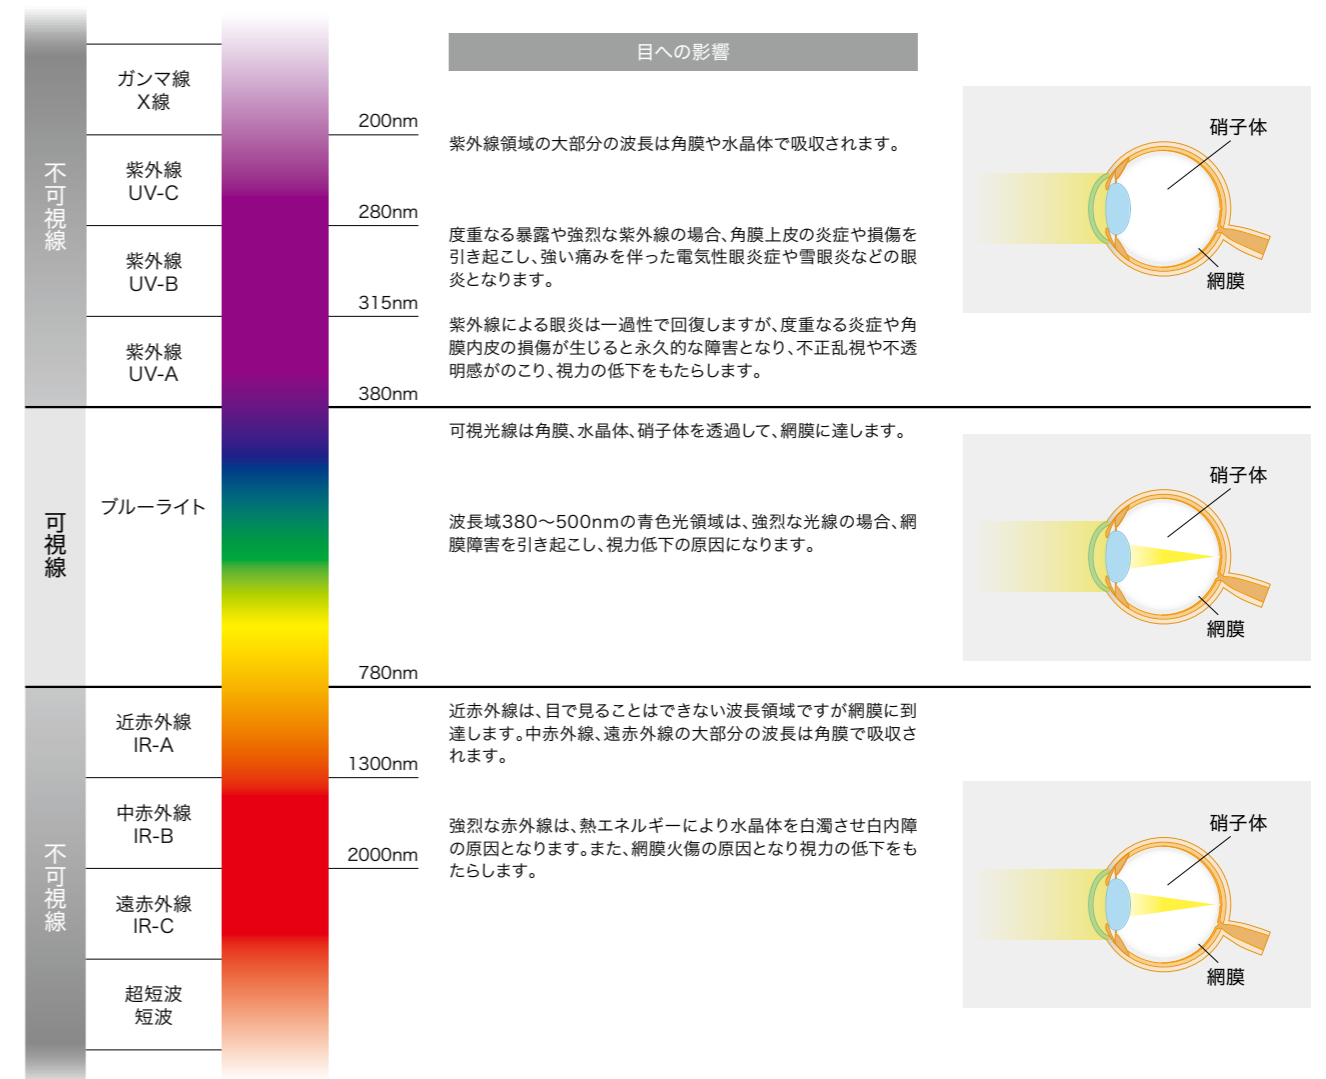 目への影響
不可視線
ガンマ線
X線
200nm
紫外線
UV-C
280nm
紫外線
UV-B
315nm
紫外線
UV-A
380nm
紫外線領域の大部分の波長は角膜や水晶体で吸収されます。
度重なる暴露や強烈な紫外線の場合、角膜上皮の炎症や損傷を
引き起こし、強い痛みを伴った電気性眼炎症や雪眼炎などの眼
炎となります。
紫外線による眼炎は一過性で回復しますが、度重なる炎症や角
膜内皮の損傷が生じると永久的な障害となり、不正乱視や不透
明感がのこり、視力の低下をもたらします。
硝子体
網膜
可視線
ブルーライト
780nm
可視光線は角膜、水晶体、硝子体を透過して、網膜に達します。
波長域380～500nmの青色光領域は、強烈な光線の場合、網
膜障害を引き起こし、視力低下の原因になります。
硝子体
網膜
不可視線
近赤外線
IR-A
1300nm
中赤外線
IR-B
2000nm
遠赤外線
IR-C
超短波
短波
近赤外線は、目で見ることはできない波長領域ですが網膜に到
達します。中赤外線、遠赤外線の大部分の波長は角膜で吸収さ
れます。
強烈な赤外線は、熱エネルギーにより水晶体を白濁させ白内障
の原因となります。また、網膜火傷の原因となり視力の低下をも
たらします。
硝子体
網膜